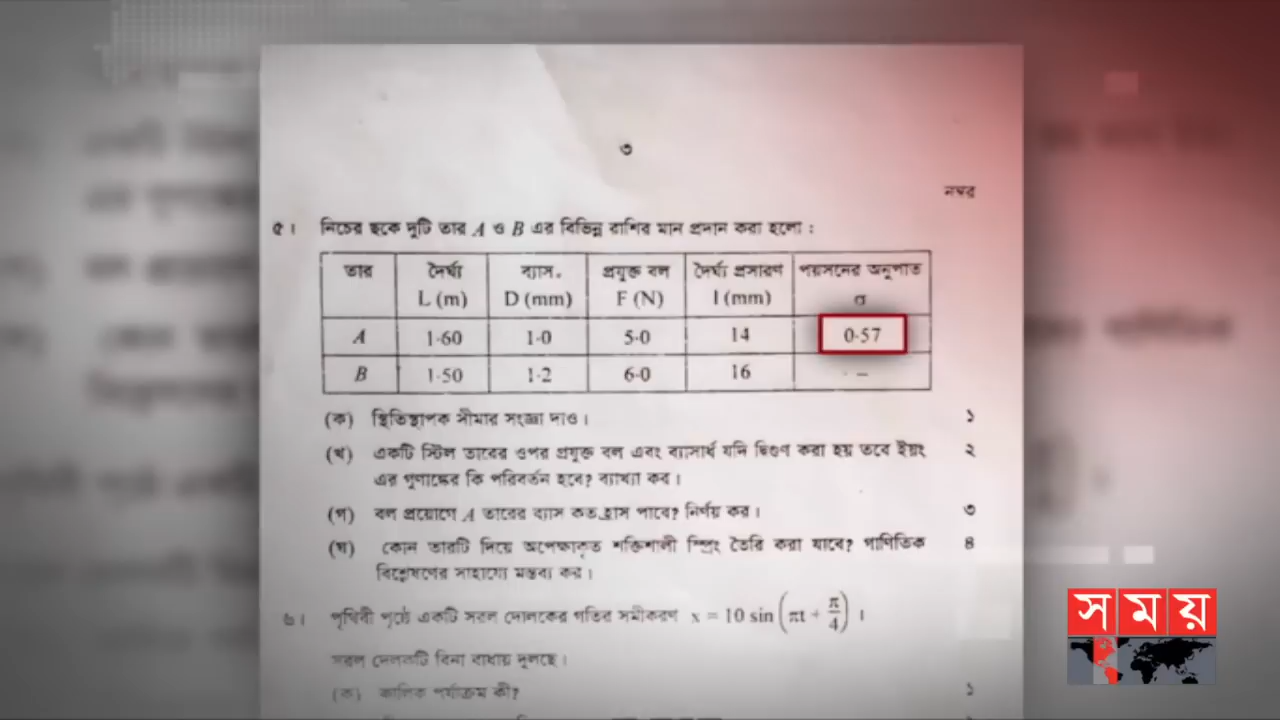 ৩
নম্বর
৫। নিচের ছকে দুটি তার A ও B এর বিভিন্ন রাশির মান প্রদান করা হলো :
তার দৈর্ঘ্য ব্যাস. প্রযুক্ত বল দৈর্ঘ্য প্রসারণ পয়সনের অনুপাত
L (m) D (mm) F (N) l (mm) σ
A 1·60 1·0 5·0 14 0·57
B 1·50 1·2 6·0 16 –
(ক) স্থিতিস্থাপক সীমার সংজ্ঞা দাও। ১
(খ) একটি স্টিল তারের ওপর প্রযুক্ত বল এবং ব্যাসার্ধ যদি দ্বিগুণ করা হয় তবে ইয়ং ২
এর গুণাঙ্কের কি পরিবর্তন হবে? ব্যাখ্যা কর।
(গ) বল প্রয়োগে A তারের ব্যাস কত হ্রাস পাবে? নির্ণয় কর। ৩
(ঘ) কোন তারটি দিয়ে অপেক্ষাকৃত শক্তিশালী স্প্রিং তৈরি করা যাবে? গাণিতিক ৪
বিশ্লেষণের সাহায্যে মন্তব্য কর।
৬। পৃথিবী পৃষ্ঠে একটি সরল দোলকের গতির সমীকরণ x = 10 sin (πt + π/4) ।
সরল দোলকটি বিনা বাধায় দুলছে।
(ক) কালিক পর্যায়ক্রম কী? ১
সময়